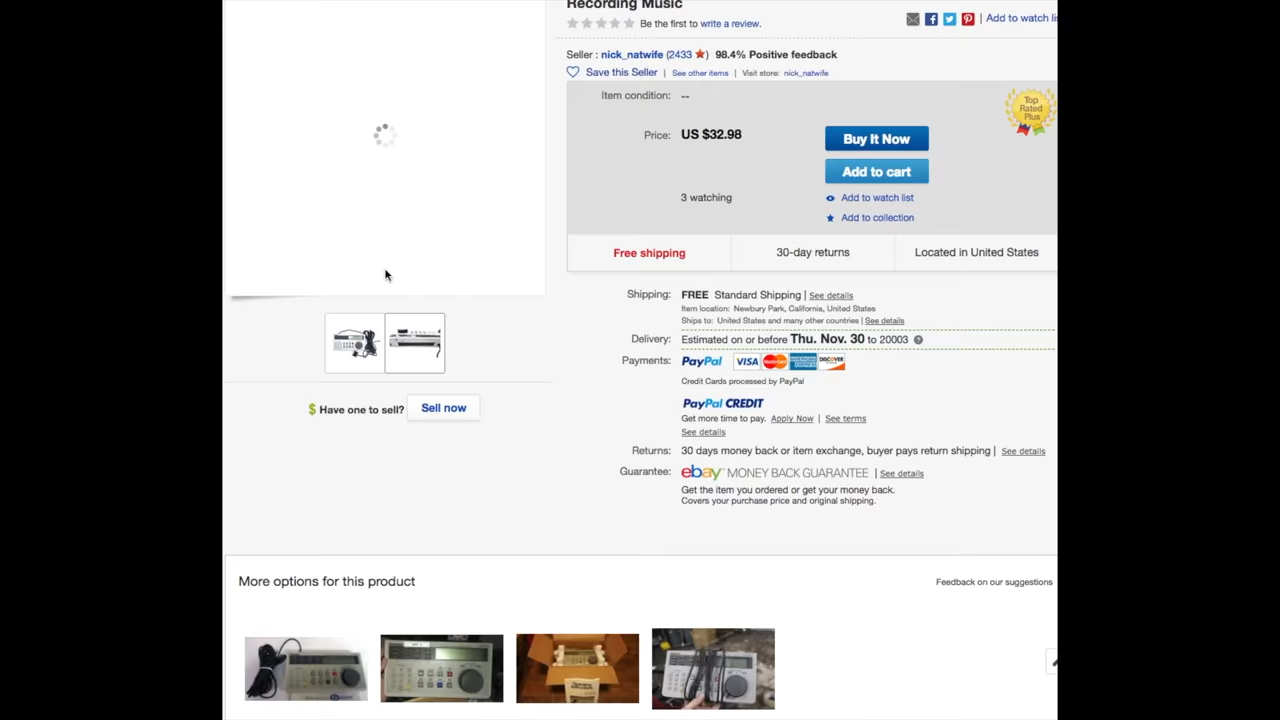 Recording Music
Be the first to write a review.
Add to watch li
Seller : nick_natwife (2433 ) 98.4% Positive feedback
Save this Seller | See other items | Visit store: nick_natwife
Item condition: --
Top
Rated
Plus
Price: US $32.98
Buy It Now
Add to cart
3 watching
Add to watch list
Add to collection
Free shipping
30-day returns
Located in United States
Shipping: FREE Standard Shipping | See details
Item location: Newbury Park, California, United States
Ships to: United States and many other countries | See details
Delivery: Estimated on or before Thu. Nov. 30 to 20003 ?
Payments: PayPal VISA MasterCard AMERICAN EXPRESS DISCOVER
Credit Cards processed by PayPal
PayPal CREDIT
Get more time to pay. Apply Now | See terms
See details
Returns: 30 days money back or item exchange, buyer pays return shipping | See details
Guarantee: ebay MONEY BACK GUARANTEE | See details
Get the item you ordered or get your money back.
Covers your purchase price and original shipping.
$ Have one to sell? Sell now
More options for this product
Feedback on our suggestions